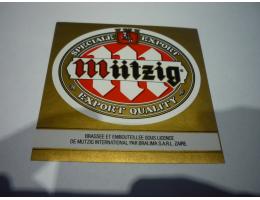 SPECIALE EXPORT
Mützig
EXPORT QUALITY
BRASSEE ET EMBOUTEILLEE SOUS LICENCE
DE MUTZIG INTERNATIONAL PAR BRALIMA S.A.R.L. ZAIRE.